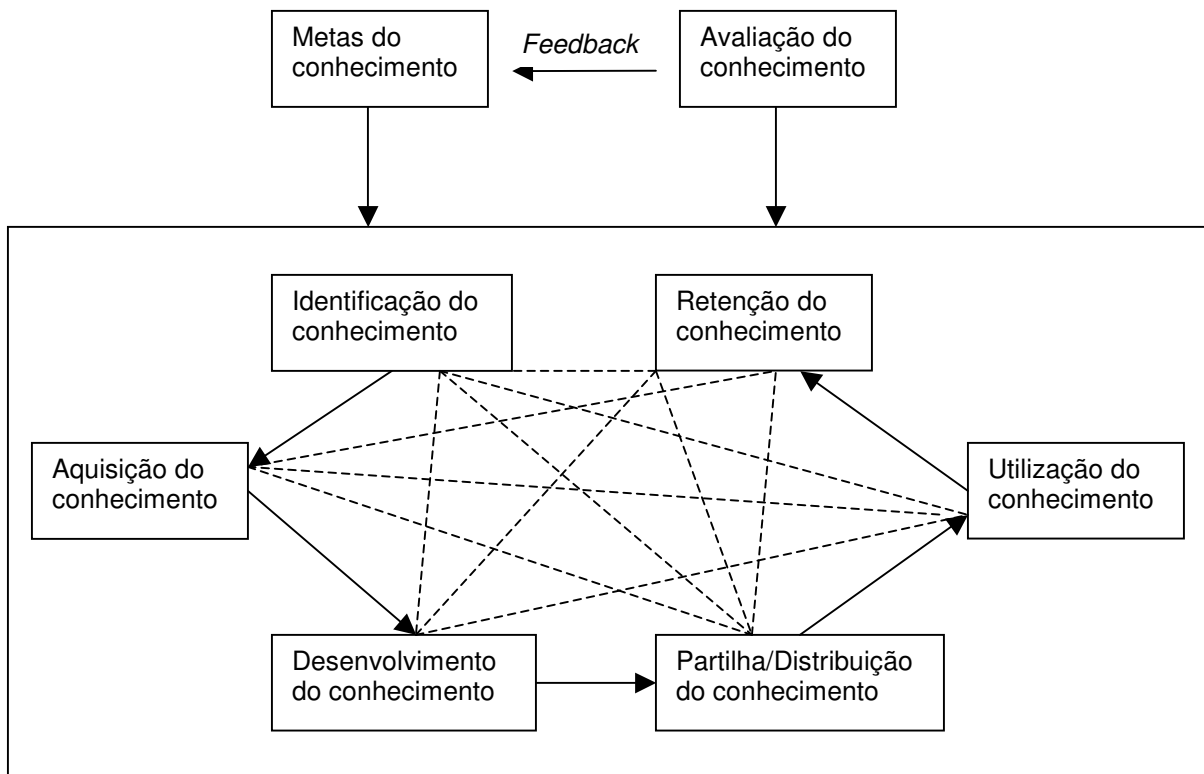 Metas do
conhecimento
Feedback
Avaliação do
conhecimento
Identificação do
conhecimento
Retenção do
conhecimento
Aquisição do
conhecimento
Utilização do
conhecimento
Desenvolvimento
do conhecimento
Partilha/Distribuição
do conhecimento